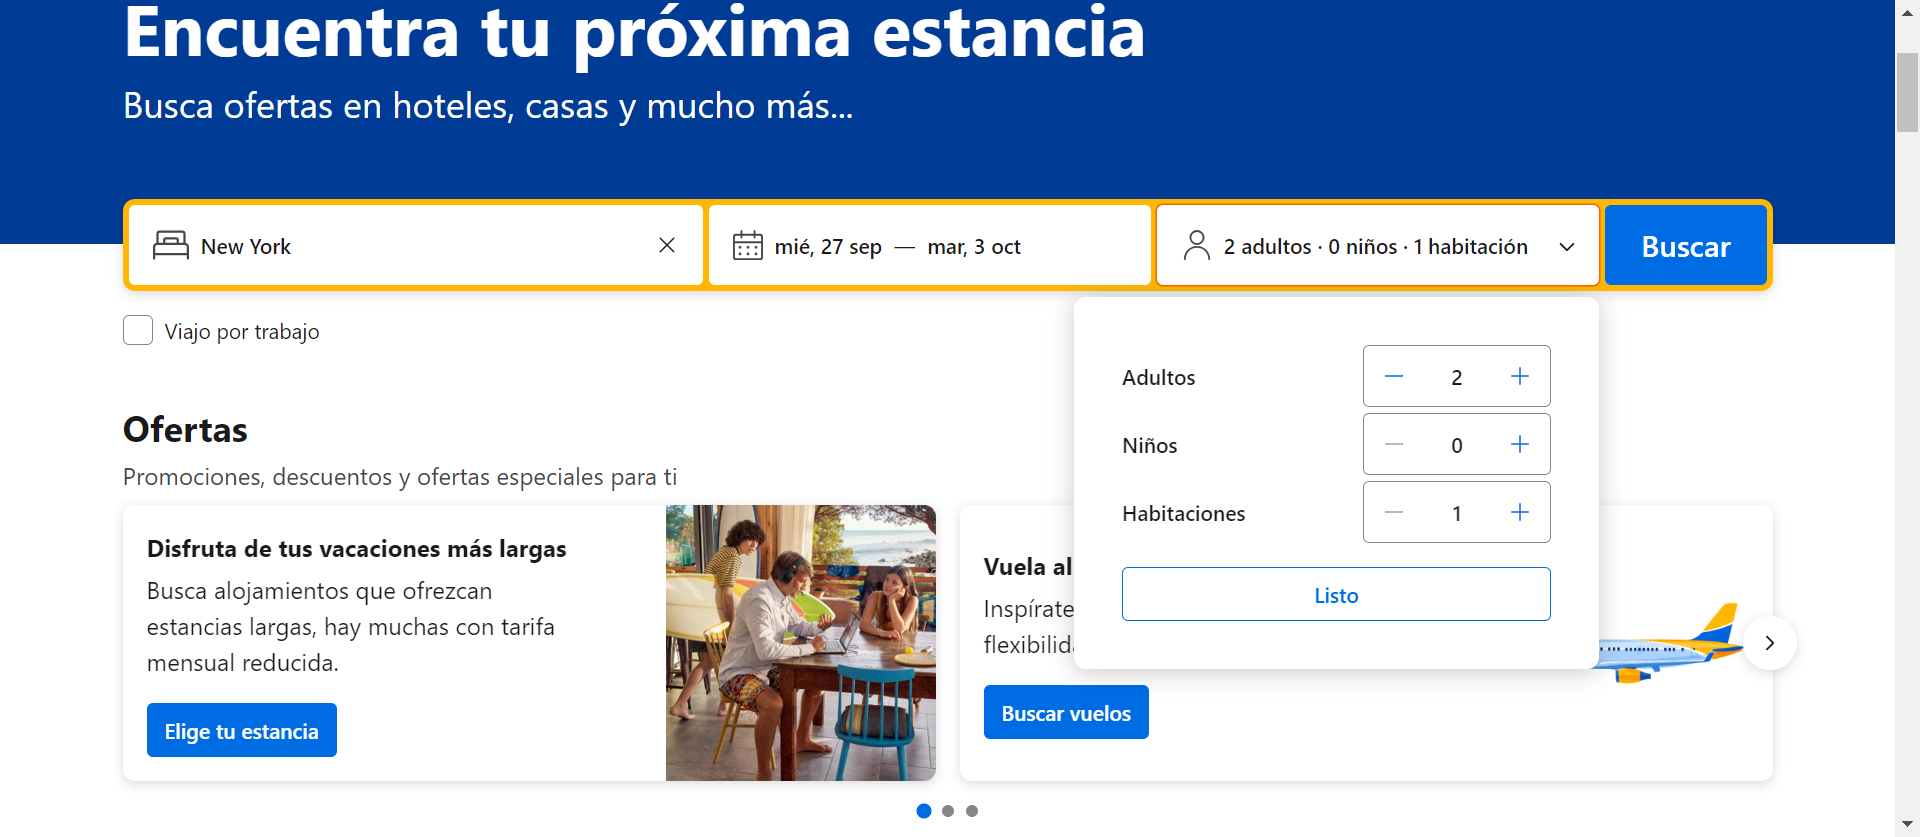 Encuentra tu próxima estancia
Busca ofertas en hoteles, casas y mucho más...
New York
mié, 27 sep — mar, 3 oct
2 adultos · 0 niños · 1 habitación
Buscar
Viajo por trabajo
Adultos
2
Niños
0
Habitaciones
1
Listo
Ofertas
Promociones, descuentos y ofertas especiales para ti
Disfruta de tus vacaciones más largas
Busca alojamientos que ofrezcan
estancias largas, hay muchas con tarifa
mensual reducida.
Elige tu estancia
Vuela al
Inspírate
Buscar vuelos